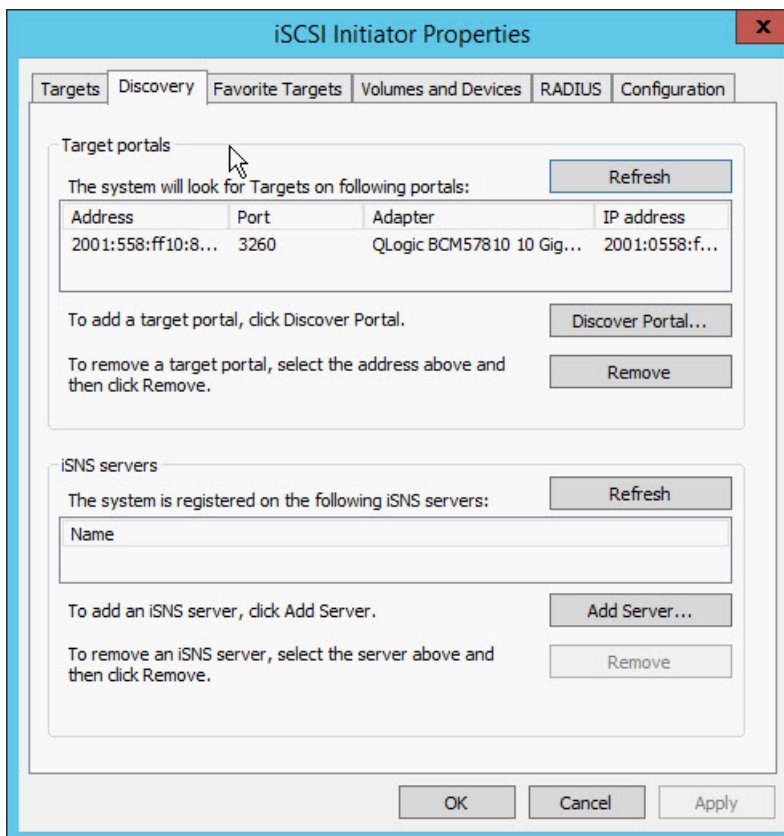 iSCSI Initiator Properties
x
Targets Discovery Favorite Targets Volumes and Devices RADIUS Configuration
Target portals
The system will look for Targets on following portals:
Refresh
Address Port Adapter IP address
2001:558:ff10:8... 3260 QLogic BCM57810 10 Gig... 2001:0558:f...
To add a target portal, click Discover Portal.
Discover Portal...
To remove a target portal, select the address above and
then click Remove.
Remove
iSNS servers
The system is registered on the following iSNS servers:
Refresh
Name
To add an iSNS server, click Add Server.
Add Server...
To remove an iSNS server, select the server above and
then click Remove.
Remove
OK Cancel Apply